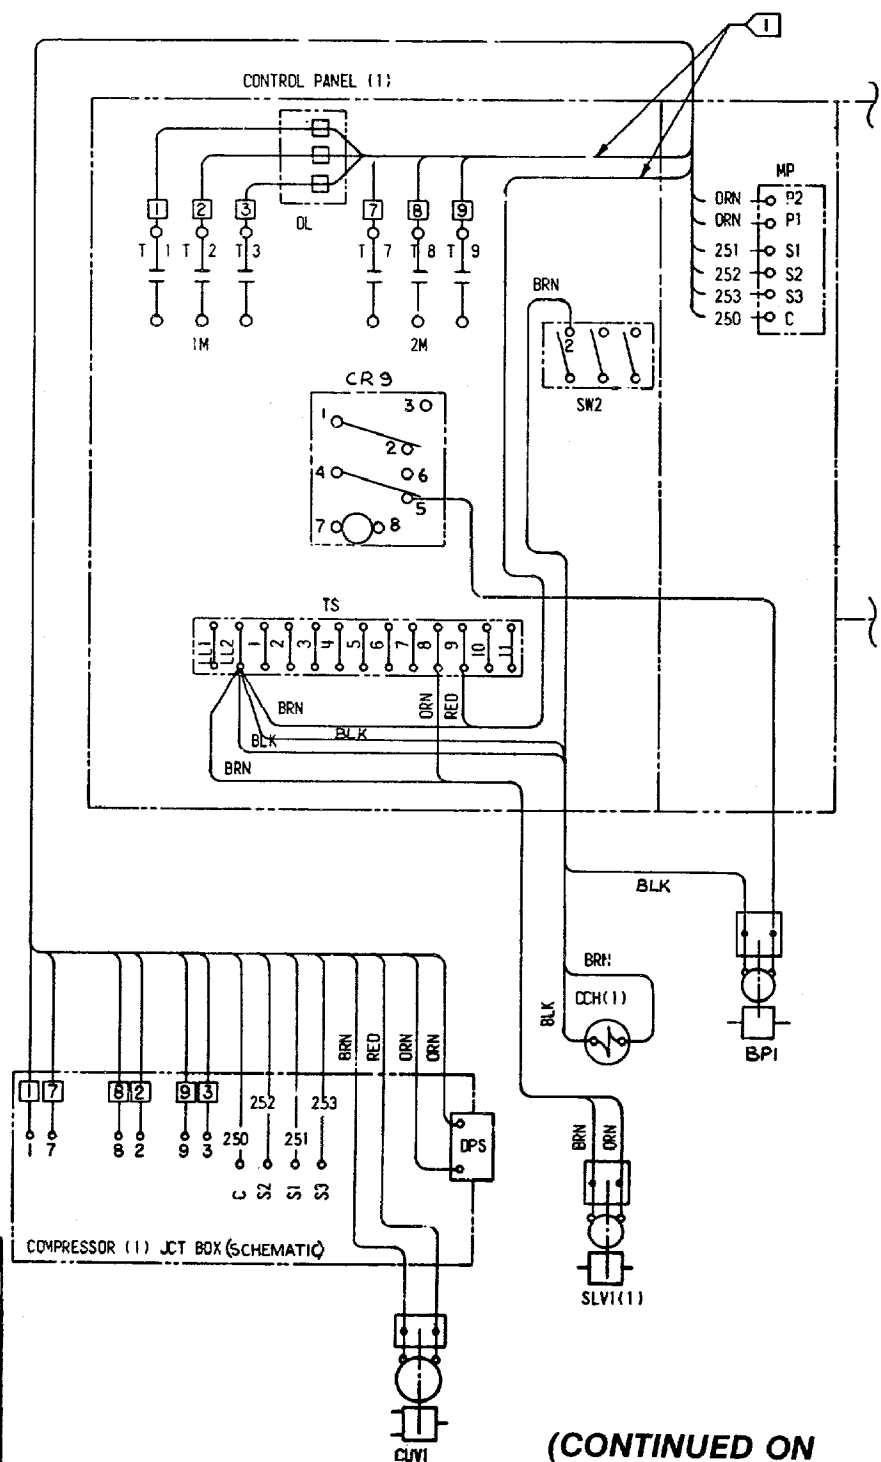 1
CONTROL PANEL (1)
MP
ORN P2
ORN P1
251 S1
252 S2
253 S3
250 C
1 2 3 7 8 9
OL
T 1 T 2 T 3 T 7 T 8 T 9
1M 2M
BRN
2
SW2
CR9
1 3
2
4 6
5
7 8
TS
LL1 LL2 1 2 3 4 5 6 7 8 9 10 11
BRN ORN RED
BLK BLK
BRN
BLK
BRN
CCH(1)
BLK
BP1
BRN RED ORN ORN
1 7 8 2 9 3
252 253
250 251
1 7 8 2 9 3
C S2 S1 S3
DPS
BRN ORN
COMPRESSOR (1) JCT BOX (SCHEMATIC)
SLV1(1)
CUV1
(CONTINUED ON